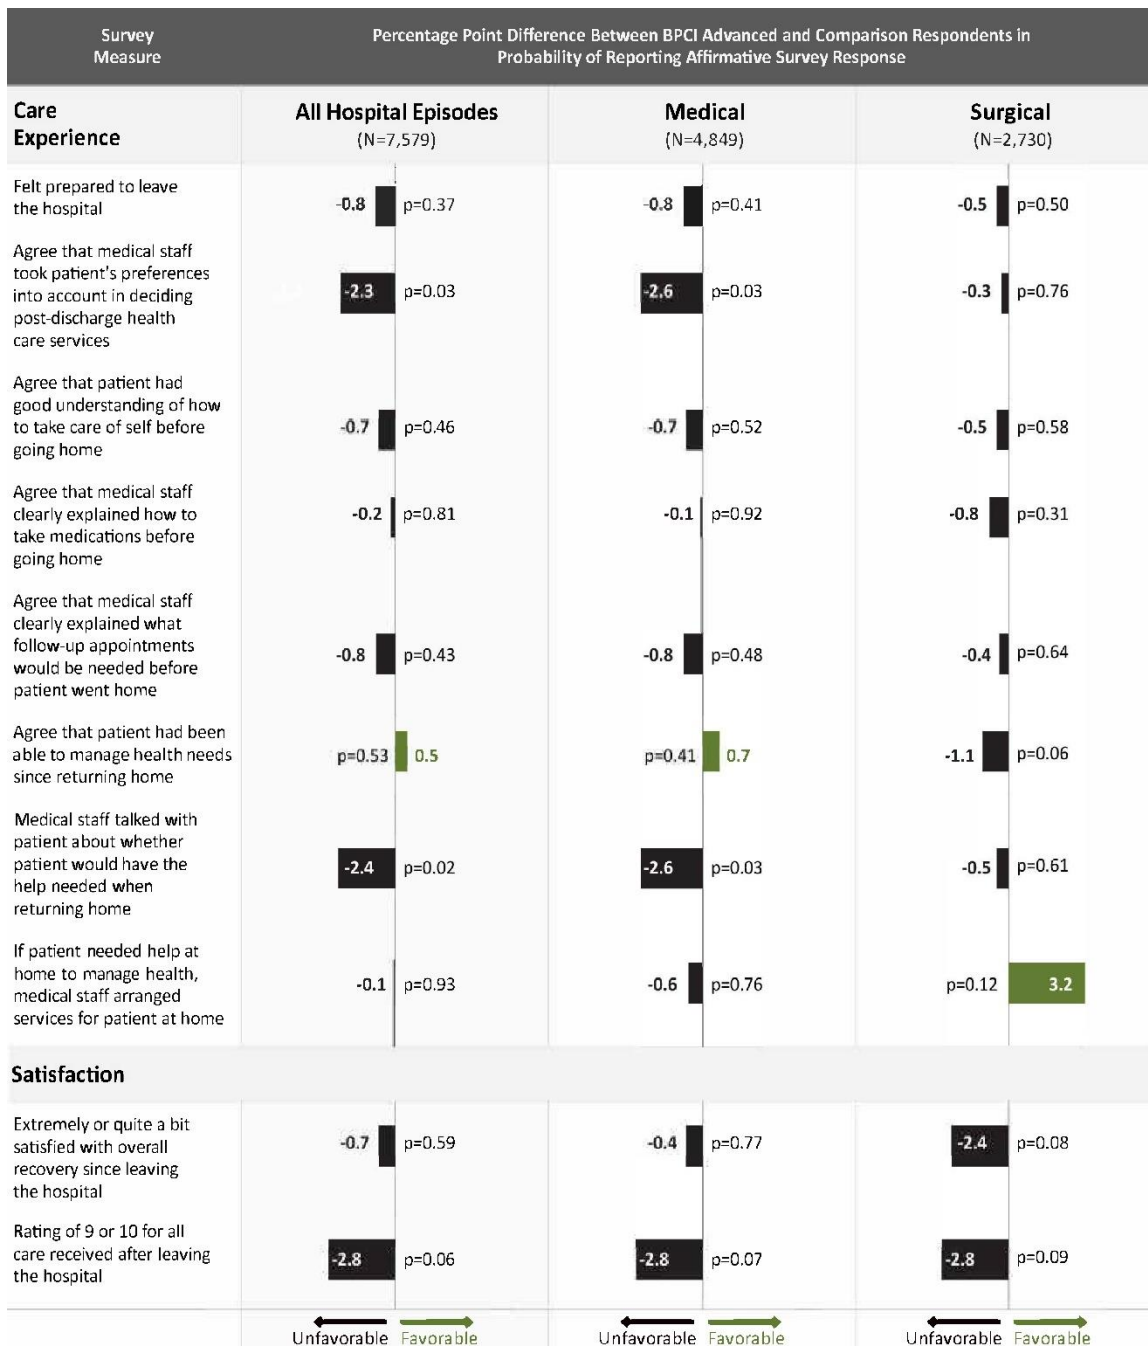 Survey
Measure
Percentage Point Difference Between BPCI Advanced and Comparison Respondents in
Probability of Reporting Affirmative Survey Response
Care
Experience
All Hospital Episodes
(N=7,579)
Medical
(N=4,849)
Surgical
(N=2,730)
Felt prepared to leave
the hospital
-0.8 p=0.37
-0.8 p=0.41
-0.5 p=0.50
Agree that medical staff
took patient's preferences
into account in deciding
post-discharge health
care services
-2.3 p=0.03
-2.6 p=0.03
-0.3 p=0.76
Agree that patient had
good understanding of how
to take care of self before
going home
-0.7 p=0.46
-0.7 p=0.52
-0.5 p=0.58
Agree that medical staff
clearly explained how to
take medications before
going home
-0.2 p=0.81
-0.1 p=0.92
-0.8 p=0.31
Agree that medical staff
clearly explained what
follow-up appointments
would be needed before
patient went home
-0.8 p=0.43
-0.8 p=0.48
-0.4 p=0.64
Agree that patient had been
able to manage health needs
since returning home
p=0.53 0.5
p=0.41 0.7
-1.1 p=0.06
Medical staff talked with
patient about whether
patient would have the
help needed when
returning home
-2.4 p=0.02
-2.6 p=0.03
-0.5 p=0.61
If patient needed help at
home to manage health,
medical staff arranged
services for patient at home
-0.1 p=0.93
-0.6 p=0.76
p=0.12 3.2
Satisfaction
Extremely or quite a bit
satisfied with overall
recovery since leaving
the hospital
-0.7 p=0.59
-0.4 p=0.77
-2.4 p=0.08
Rating of 9 or 10 for all
care received after leaving
the hospital
-2.8 p=0.06
-2.8 p=0.07
-2.8 p=0.09
Unfavorable Favorable
Unfavorable Favorable
Unfavorable Favorable